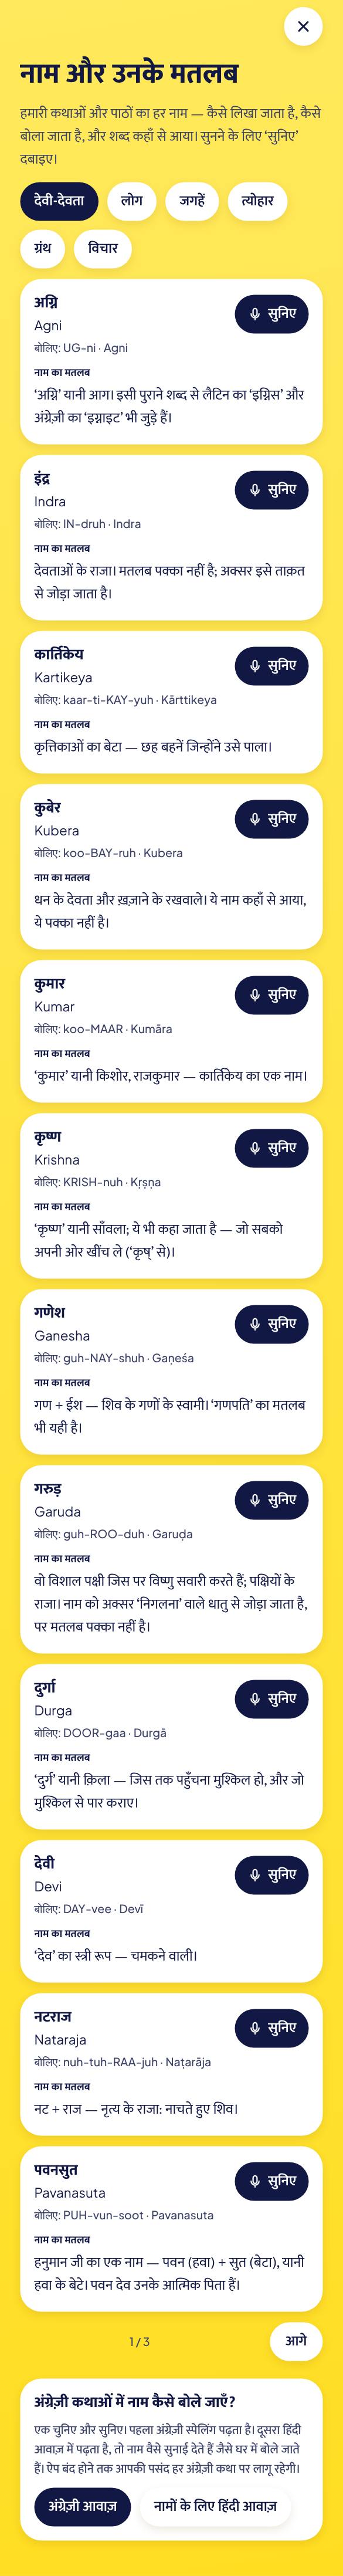 नाम और उनके मतलब
हमारी कथाओं और पाठों का हर नाम — कैसे लिखा जाता है, कैसे
बोला जाता है, और शब्द कहाँ से आया। सुनने के लिए ‘सुनिए’
दबाइए।
देवी-देवता लोग जगहें त्योहार
ग्रंथ विचार
अग्नि
सुनिए
Agni
बोलिए: UG-ni · Agni
नाम का मतलब
‘अग्नि’ यानी आग। इसी पुराने शब्द से लैटिन का ‘इग्निस’ और
अंग्रेज़ी का ‘इग्नाइट’ भी जुड़े हैं।
इंद्र
सुनिए
Indra
बोलिए: IN-druh · Indra
नाम का मतलब
देवताओं के राजा। मतलब पक्का नहीं है; अक्सर इसे ताक़त
से जोड़ा जाता है।
कार्तिकेय
सुनिए
Kartikeya
बोलिए: kaar-ti-KAY-yuh · Kārttikeya
नाम का मतलब
कृत्तिकाओं का बेटा — छह बहनें जिन्होंने उसे पाला।
कुबेर
सुनिए
Kubera
बोलिए: koo-BAY-ruh · Kubera
नाम का मतलब
धन के देवता और ख़ज़ाने के रखवाले। ये नाम कहाँ से आया,
ये पक्का नहीं है।
कुमार
सुनिए
Kumar
बोलिए: koo-MAAR · Kumāra
नाम का मतलब
‘कुमार’ यानी किशोर, राजकुमार — कार्तिकेय का एक नाम।
कृष्ण
सुनिए
Krishna
बोलिए: KRISH-nuh · Kṛṣṇa
नाम का मतलब
‘कृष्ण’ यानी साँवला; ये भी कहा जाता है — जो सबको
अपनी ओर खींच ले (‘कृष्’ से)।
गणेश
सुनिए
Ganesha
बोलिए: guh-NAY-shuh · Gaṇeśa
नाम का मतलब
गण + ईश — शिव के गणों के स्वामी। ‘गणपति’ का मतलब
भी यही है।
गरुड़
सुनिए
Garuda
बोलिए: guh-ROO-duh · Garuḍa
नाम का मतलब
वो विशाल पक्षी जिस पर विष्णु सवारी करते हैं; पक्षियों के
राजा। नाम को अक्सर ‘निगलना’ वाले धातु से जोड़ा जाता है,
पर मतलब पक्का नहीं है।
दुर्गा
सुनिए
Durga
बोलिए: DOOR-gaa · Durgā
नाम का मतलब
‘दुर्ग’ यानी क़िला — जिस तक पहुँचना मुश्किल हो, और जो
मुश्किल से पार कराए।
देवी
सुनिए
Devi
बोलिए: DAY-vee · Devī
नाम का मतलब
‘देव’ का स्त्री रूप — चमकने वाली।
नटराज
सुनिए
Nataraja
बोलिए: nuh-tuh-RAA-juh · Naṭarāja
नाम का मतलब
नट + राज — नृत्य के राजा: नाचते हुए शिव।
पवनसुत
सुनिए
Pavanasuta
बोलिए: PUH-vun-soot · Pavanasuta
नाम का मतलब
हनुमान जी का एक नाम — पवन (हवा) + सुत (बेटा), यानी
हवा के बेटे। पवन देव उनके आत्मिक पिता हैं।
1 / 3 आगे
अंग्रेज़ी कथाओं में नाम कैसे बोले जाएँ?
एक चुनिए और सुनिए। पहला अंग्रेज़ी स्पेलिंग पढ़ता है। दूसरा हिंदी
आवाज़ में पढ़ता है, तो नाम वैसे सुनाई देते हैं जैसे घर में बोले जाते
हैं। ऐप बंद होने तक आपकी पसंद हर अंग्रेज़ी कथा पर लागू रहेगी।
अंग्रेज़ी आवाज़ नामों के लिए हिंदी आवाज़